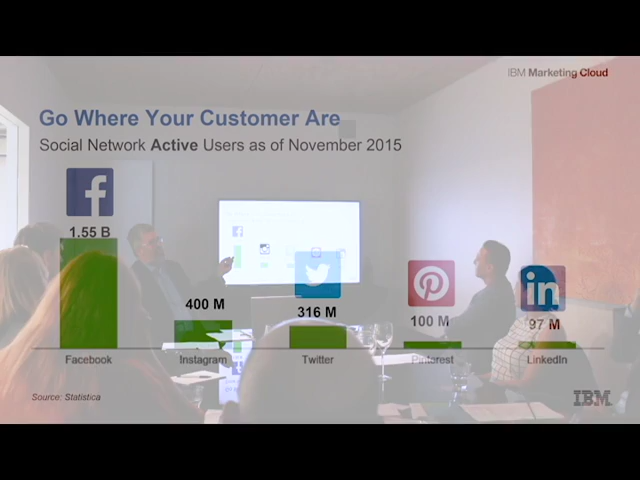 IBM Marketing Cloud
Go Where Your Customer Are
Social Network Active Users as of November 2015
1.55 B
400 M
316 M
100 M
97 M
Facebook
Instagram
Twitter
Pinterest
LinkedIn
Source: Statistica
IBM